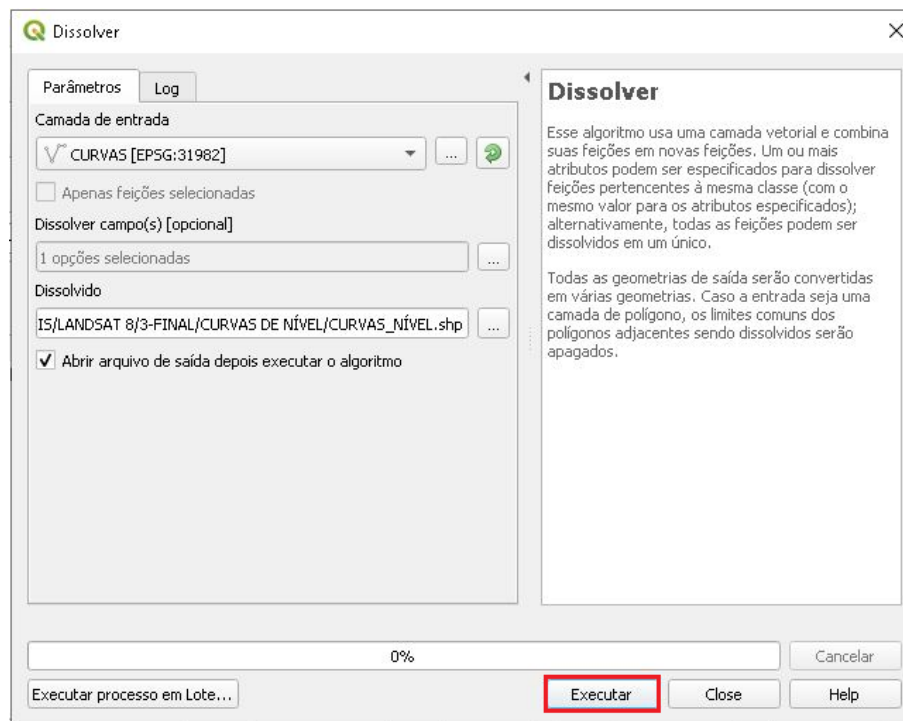 Dissolver
Parâmetros
Log
Camada de entrada
CURVAS [EPSG:31982]
...
Apenas feições selecionadas
Dissolver campo(s) [opcional]
1 opções selecionadas
...
Dissolvido
IS/LANDSAT 8/3-FINAL/CURVAS DE NÍVEL/CURVAS_NÍVEL.shp
...
Abrir arquivo de saída depois executar o algoritmo
Dissolver
Esse algoritmo usa uma camada vetorial e combina
suas feições em novas feições. Um ou mais
atributos podem ser especificados para dissolver
feições pertencentes à mesma classe (com o
mesmo valor para os atributos especificados);
alternativamente, todas as feições podem ser
dissolvidos em um único.
Todas as geometrias de saída serão convertidas
em várias geometrias. Caso a entrada seja uma
camada de polígono, os limites comuns dos
polígonos adjacentes sendo dissolvidos serão
apagados.
0%
Cancelar
Executar processo em Lote...
Executar
Close
Help